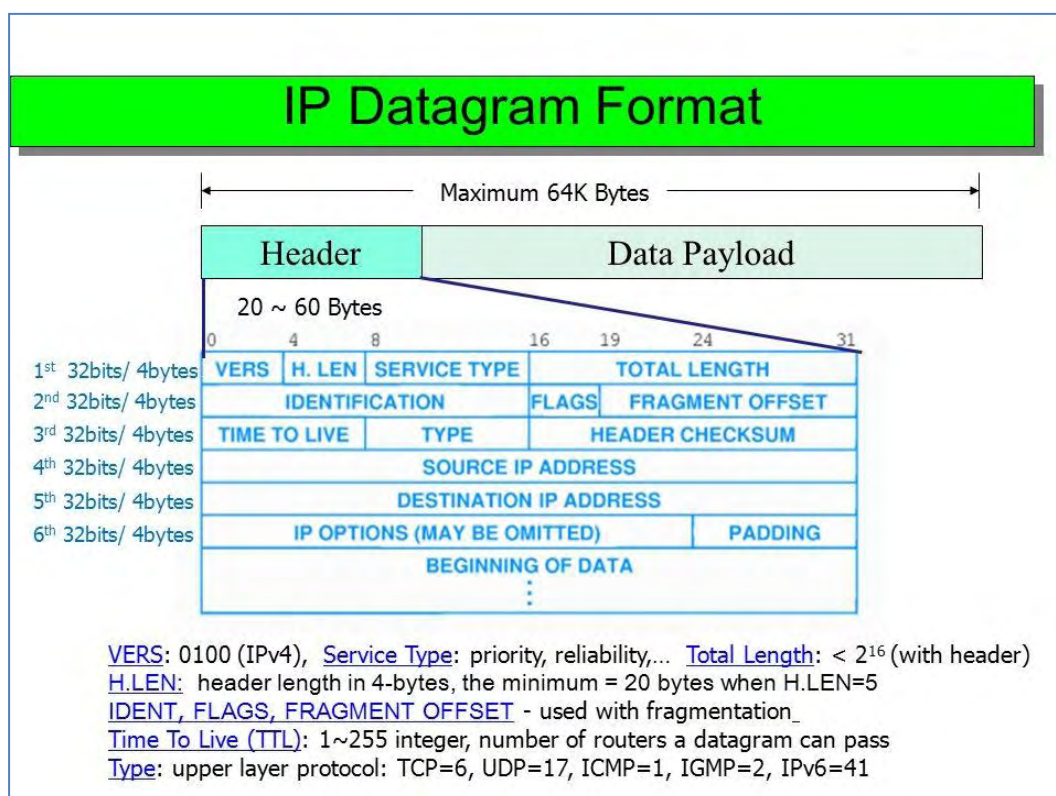 IP Datagram Format
Maximum 64K Bytes
Header Data Payload
20 ~ 60 Bytes
0 4 8 16 19 24 31
1st 32bits/ 4bytes VERS H. LEN SERVICE TYPE TOTAL LENGTH
2nd 32bits/ 4bytes IDENTIFICATION FLAGS FRAGMENT OFFSET
3rd 32bits/ 4bytes TIME TO LIVE TYPE HEADER CHECKSUM
4th 32bits/ 4bytes SOURCE IP ADDRESS
5th 32bits/ 4bytes DESTINATION IP ADDRESS
6th 32bits/ 4bytes IP OPTIONS (MAY BE OMITTED) PADDING
BEGINNING OF DATA
⋮
VERS: 0100 (IPv4), Service Type: priority, reliability,... Total Length: < 2^16 (with header)
H.LEN: header length in 4-bytes, the minimum = 20 bytes when H.LEN=5
IDENT, FLAGS, FRAGMENT OFFSET - used with fragmentation
Time To Live (TTL): 1~255 integer, number of routers a datagram can pass
Type: upper layer protocol: TCP=6, UDP=17, ICMP=1, IGMP=2, IPv6=41